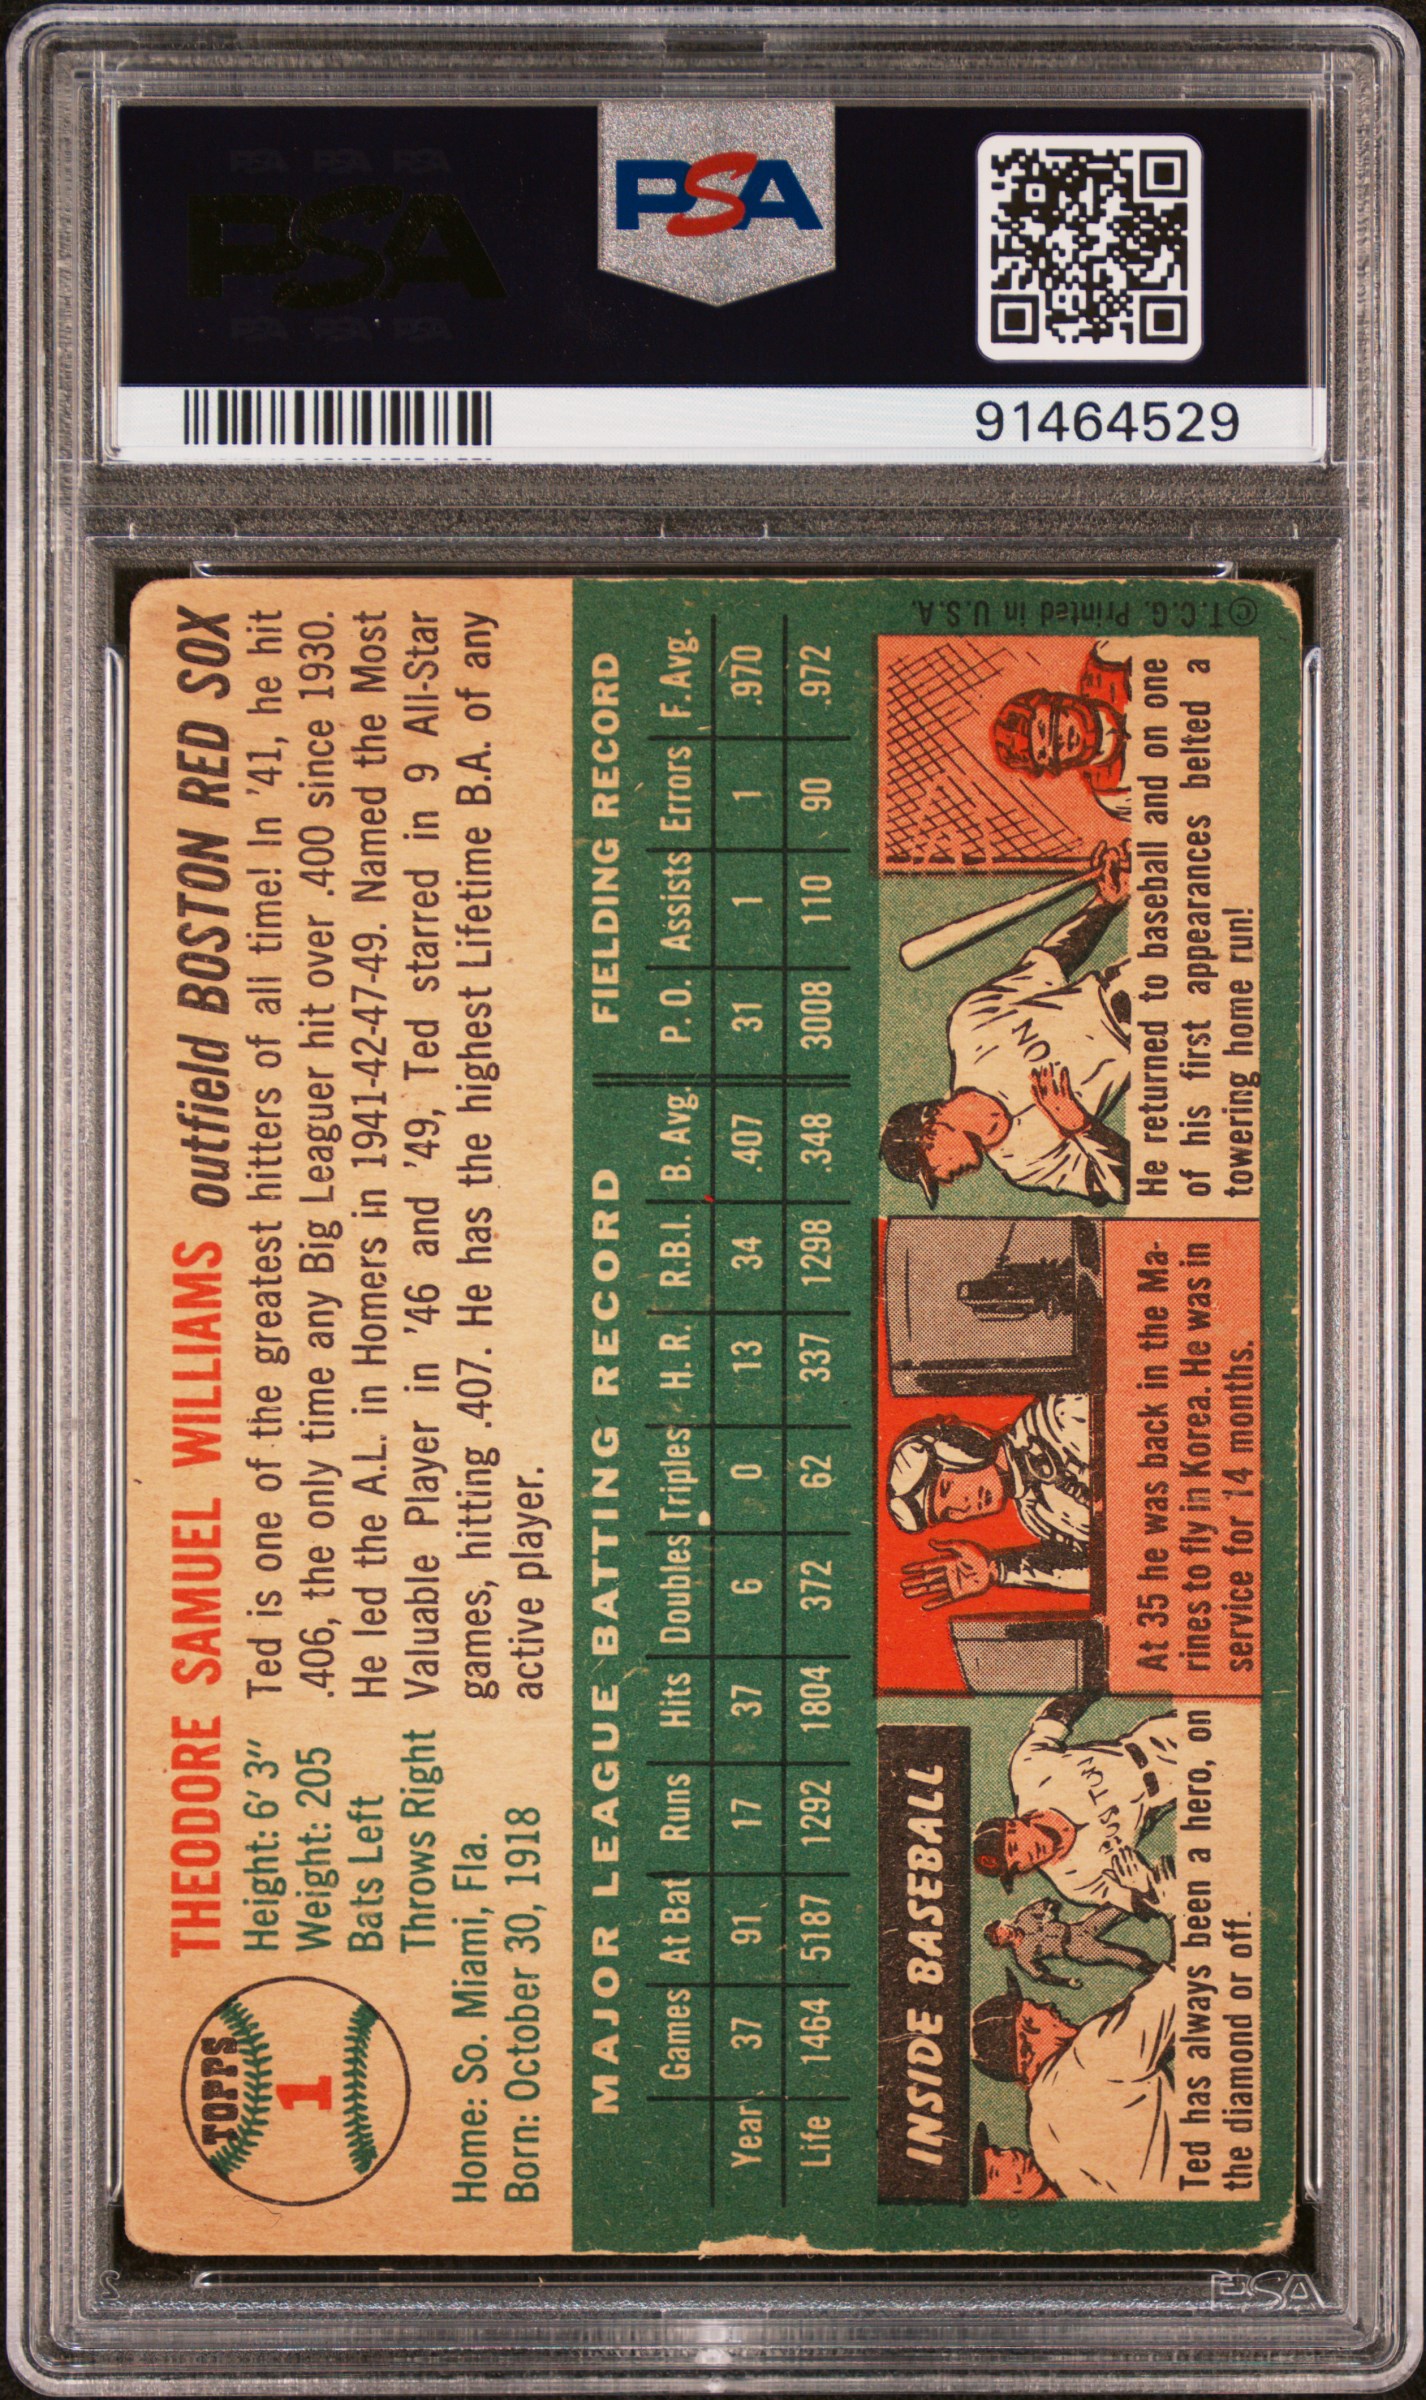 PSA PSA PSA
PSA
PSA PSA PSA
PSA
91464529
TOPPS
1
THEODORE SAMUEL WILLIAMS outfield BOSTON RED SOX
Height: 6' 3"
Weight: 205
Bats Left
Throws Right
Home: So. Miami, Fla.
Born: October 30, 1918
Ted is one of the greatest hitters of all time! In '41, he hit
.406, the only time any Big Leaguer hit over .400 since 1930.
He led the A.L. in Homers in 1941-42-47-49. Named the Most
Valuable Player in '46 and '49, Ted starred in 9 All-Star
games, hitting .407. He has the highest Lifetime B.A. of any
active player.
MAJOR LEAGUE BATTING RECORD FIELDING RECORD
Games At Bat Runs Hits Doubles Triples H. R. R.B.I. B. Avg. P. O. Assists Errors F. Avg.
Year 37 91 17 37 6 0 13 34 .407 31 1 1 .970
Life 1464 5187 1292 1804 372 62 337 1298 .348 3008 110 90 .972
INSIDE BASEBALL
OUSTON
Ted has always been a hero, on
the diamond or off.
At 35 he was back in the Ma-
rines to fly in Korea. He was in
service for 14 months.
ON
He returned to baseball and on one
of his first appearances belted a
towering home run!
© T.C.G. Printed in U.S.A.
PSA